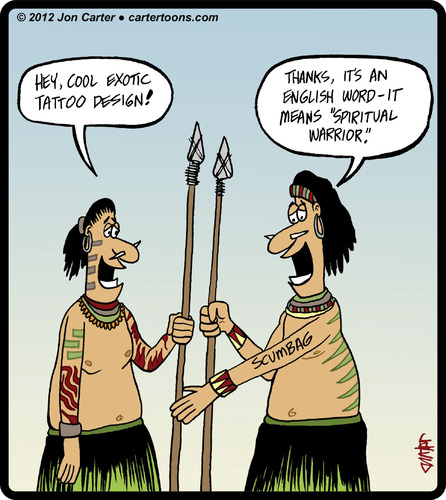 © 2012 Jon Carter • cartertoons.com
HEY, COOL EXOTIC
TATTOO DESIGN!
THANKS, IT'S AN
ENGLISH WORD-IT
MEANS "SPIRITUAL
WARRIOR."
SCUMBAG